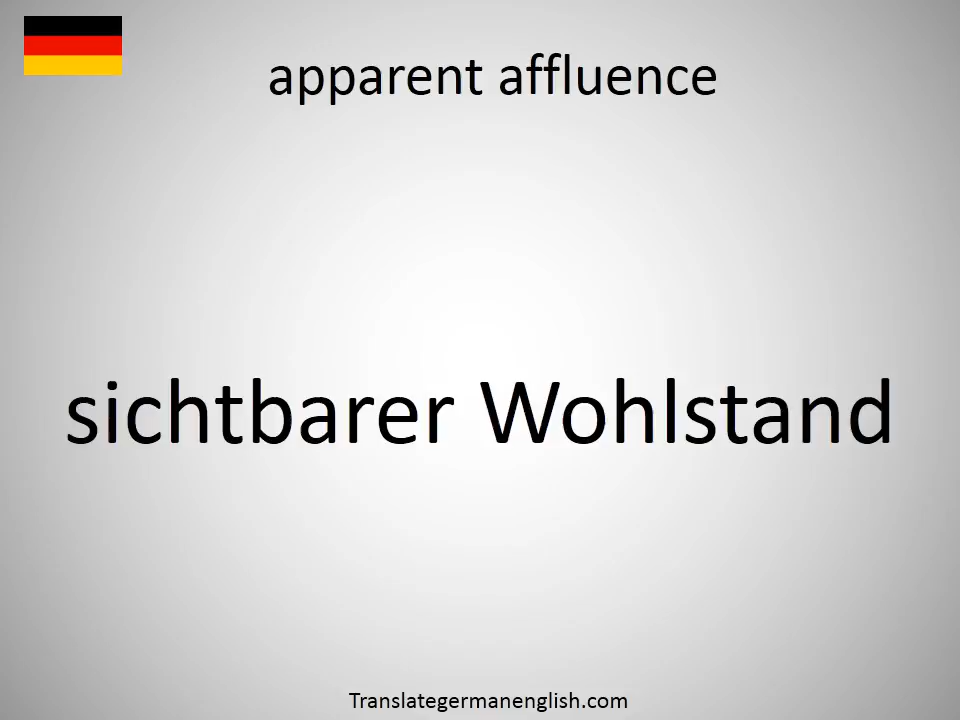 apparent affluence
sichtbarer Wohlstand
Translategermanenglish.com